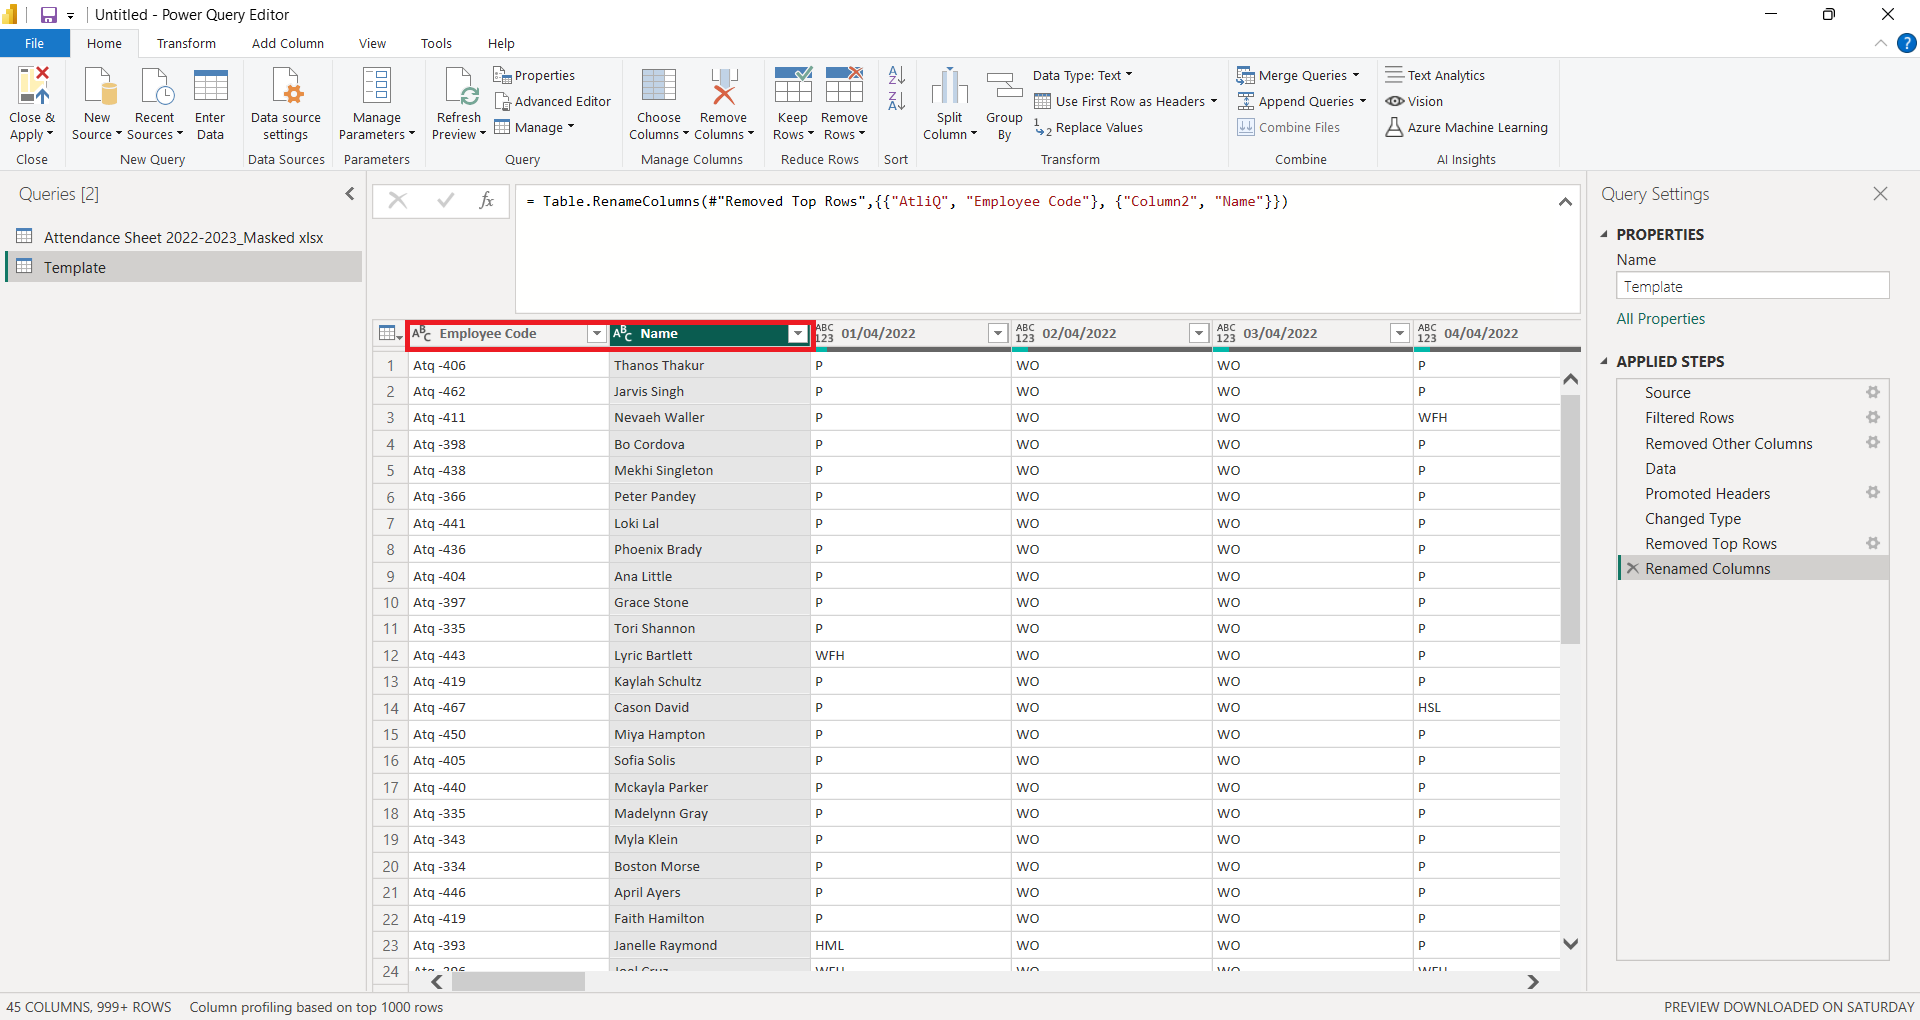 Untitled - Power Query Editor
File Home Transform Add Column View Tools Help
Close & Apply
Close
New Source
Recent Sources
Enter Data
New Query
Data source settings
Data Sources
Manage Parameters
Parameters
Refresh Preview
Properties
Advanced Editor
Manage
Query
Choose Columns
Remove Columns
Manage Columns
Keep Rows
Remove Rows
Reduce Rows
Sort
Split Column
Group By
Data Type: Text
Use First Row as Headers
Replace Values
Transform
Merge Queries
Append Queries
Combine Files
Combine
Text Analytics
Vision
Azure Machine Learning
AI Insights
Queries [2]
Attendance Sheet 2022-2023_Masked xlsx
Template
fx = Table.RenameColumns(#"Removed Top Rows",{{"AtliQ", "Employee Code"}, {"Column2", "Name"}})
ABC Employee Code ABC Name ABC 123 01/04/2022 ABC 123 02/04/2022 ABC 123 03/04/2022 ABC 123 04/04/2022
1 Atq -406 Thanos Thakur P WO WO P
2 Atq -462 Jarvis Singh P WO WO P
3 Atq -411 Nevaeh Waller P WO WO WFH
4 Atq -398 Bo Cordova P WO WO P
5 Atq -438 Mekhi Singleton P WO WO P
6 Atq -366 Peter Pandey P WO WO P
7 Atq -441 Loki Lal P WO WO P
8 Atq -436 Phoenix Brady P WO WO P
9 Atq -404 Ana Little P WO WO P
10 Atq -397 Grace Stone P WO WO P
11 Atq -335 Tori Shannon P WO WO P
12 Atq -443 Lyric Bartlett WFH WO WO P
13 Atq -419 Kaylah Schultz P WO WO P
14 Atq -467 Cason David P WO WO HSL
15 Atq -450 Miya Hampton P WO WO P
16 Atq -405 Sofia Solis P WO WO P
17 Atq -440 Mckayla Parker P WO WO P
18 Atq -335 Madelynn Gray P WO WO P
19 Atq -343 Myla Klein P WO WO P
20 Atq -334 Boston Morse P WO WO P
21 Atq -446 April Ayers P WO WO P
22 Atq -419 Faith Hamilton P WO WO P
23 Atq -393 Janelle Raymond HML WO WO P
24 WFH WO WO WFH
Query Settings
PROPERTIES
Name
Template
All Properties
APPLIED STEPS
Source
Filtered Rows
Removed Other Columns
Data
Promoted Headers
Changed Type
Removed Top Rows
Renamed Columns
45 COLUMNS, 999+ ROWS Column profiling based on top 1000 rows PREVIEW DOWNLOADED ON SATURDAY